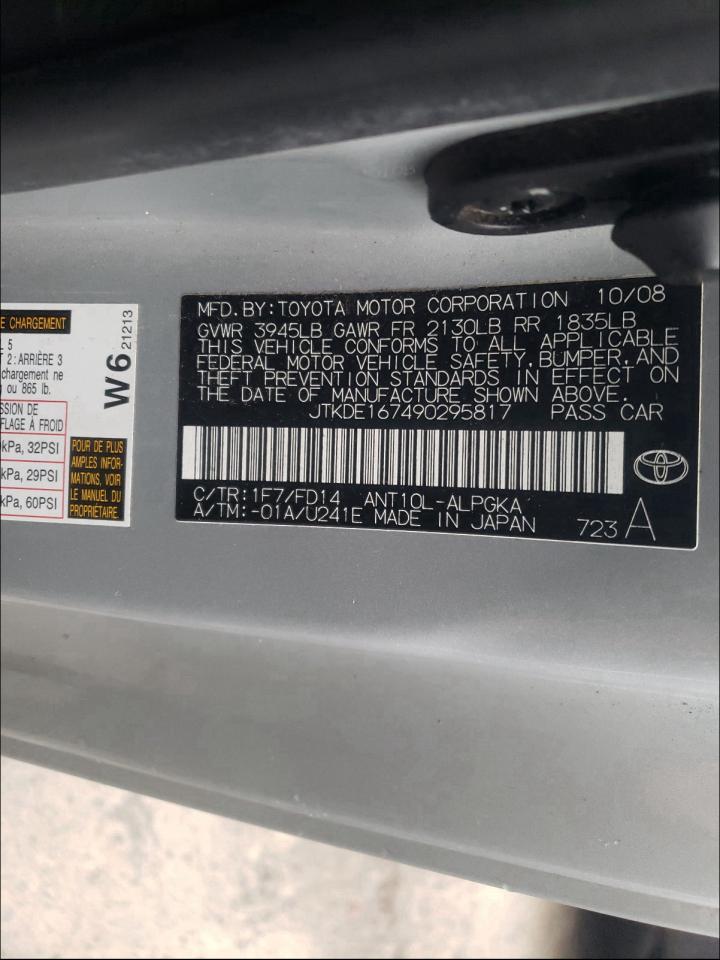 E CHARGEMENT
L 5
T 2: ARRIÈRE 3
chargement ne
ou 865 lb.
W6
21213
SSION DE
FLAGE À FROID
kPa, 32PSI
kPa, 29PSI
kPa, 60PSI
POUR DE PLUS
AMPLES INFOR-
MATIONS, VOIR
LE MANUEL DU
PROPRIÉTAIRE.
MFD. BY: TOYOTA MOTOR CORPORATION 10/08
GVWR 3945LB GAWR FR 2130LB RR 1835LB
THIS VEHICLE CONFORMS TO ALL APPLICABLE
FEDERAL MOTOR VEHICLE SAFETY, BUMPER, AND
THEFT PREVENTION STANDARDS IN EFFECT ON
THE DATE OF MANUFACTURE SHOWN ABOVE.
JTKDE167490295817 PASS CAR
C/TR:1F7/FD14 ANT10L-ALPGKA
A/TM:-01A/U241E MADE IN JAPAN 723 A